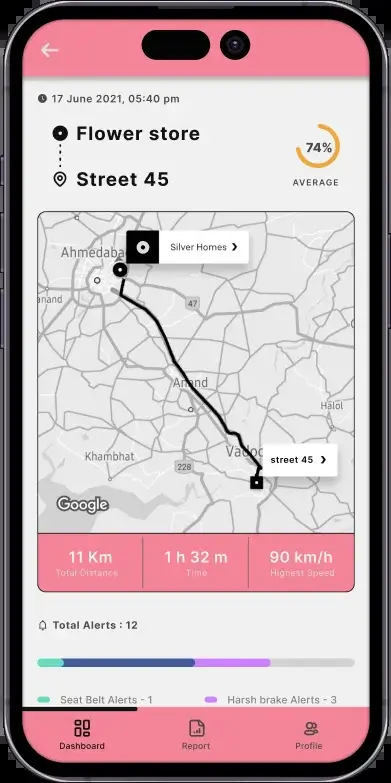 17 June 2021, 05:40 pm
Flower store
74%
Street 45
AVERAGE
Silver Homes
Ahmedaba
anand
47
Anand
Halol
Vadod
street 45
Khambhat
228
Google
11 Km
1 h 32 m
90 km/h
Total Distance
Time
Highest Speed
Total Alerts : 12
Seat Belt Alerts - 1
Harsh brake Alerts - 3
Dashboard
Report
Profile